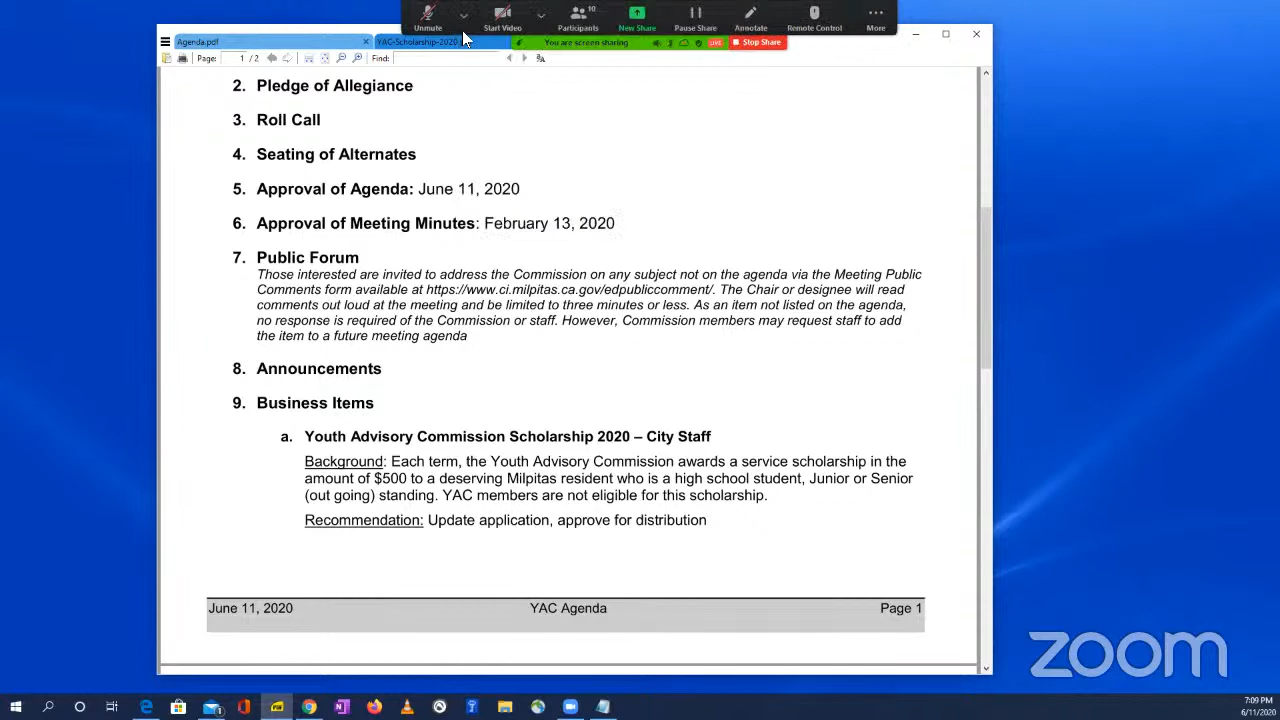 10
Unmute
Start Video
Participants
New Share
Pause Share
Annotate
Remote Control
More
Agenda.pdf
YAC-Scholarship-2020
You are screen sharing
LIVE
Stop Share
Page: 1 / 2
Find:
2. Pledge of Allegiance
3. Roll Call
4. Seating of Alternates
5. Approval of Agenda: June 11, 2020
6. Approval of Meeting Minutes: February 13, 2020
7. Public Forum
Those interested are invited to address the Commission on any subject not on the agenda via the Meeting Public
Comments form available at https://www.ci.milpitas.ca.gov/edpubliccomment/. The Chair or designee will read
comments out loud at the meeting and be limited to three minutes or less. As an item not listed on the agenda,
no response is required of the Commission or staff. However, Commission members may request staff to add
the item to a future meeting agenda
8. Announcements
9. Business Items
a. Youth Advisory Commission Scholarship 2020 – City Staff
Background: Each term, the Youth Advisory Commission awards a service scholarship in the
amount of $500 to a deserving Milpitas resident who is a high school student, Junior or Senior
(out going) standing. YAC members are not eligible for this scholarship.
Recommendation: Update application, approve for distribution
June 11, 2020 YAC Agenda Page 1
zoom
7:09 PM
6/11/2020